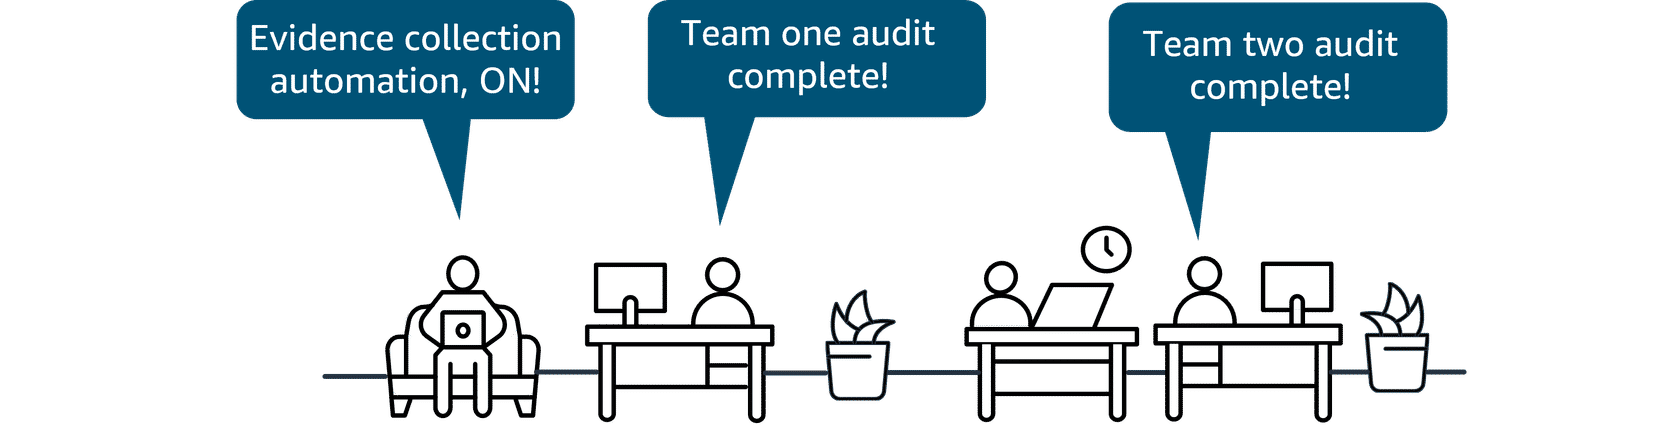 Evidence collection
automation, ON!
Team one audit
complete!
Team two audit
complete!